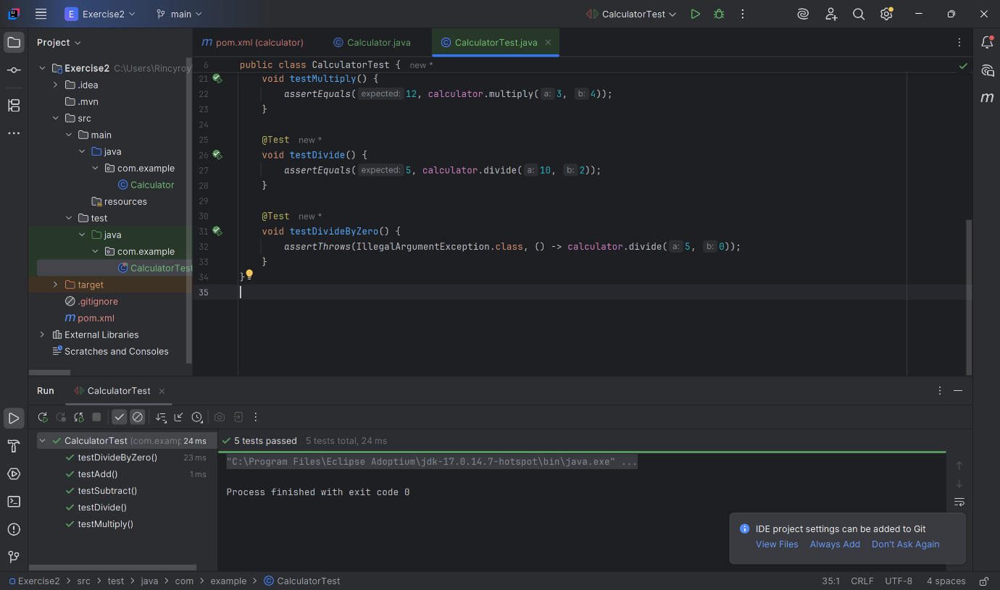 E Exercise2 main CalculatorTest
Project
pom.xml (calculator) Calculator.java CalculatorTest.java
Exercise2 C:\Users\Rincyroy
.idea
.mvn
src
main
java
com.example
Calculator
resources
test
java
com.example
CalculatorTest
target
.gitignore
pom.xml
External Libraries
Scratches and Consoles
6 public class CalculatorTest { new *
21 void testMultiply() {
22 assertEquals( expected: 12, calculator.multiply( a: 3, b: 4));
23 }
24
25 @Test new *
26 void testDivide() {
27 assertEquals( expected: 5, calculator.divide( a: 10, b: 2));
28 }
29
30 @Test new *
31 void testDivideByZero() {
32 assertThrows(IllegalArgumentException.class, () -> calculator.divide( a: 5, b: 0));
33 }
34 }
35
Run CalculatorTest
CalculatorTest (com.examp 24 ms
testDivideByZero() 23 ms
testAdd() 1 ms
testSubtract()
testDivide()
testMultiply()
5 tests passed 5 tests total, 24 ms
"C:\Program Files\Eclipse Adoptium\jdk-17.0.14.7-hotspot\bin\java.exe" ...
Process finished with exit code 0
IDE project settings can be added to Git
View Files Always Add Don't Ask Again
Exercise2 > src > test > java > com > example > CalculatorTest
35:1 CRLF UTF-8 4 spaces